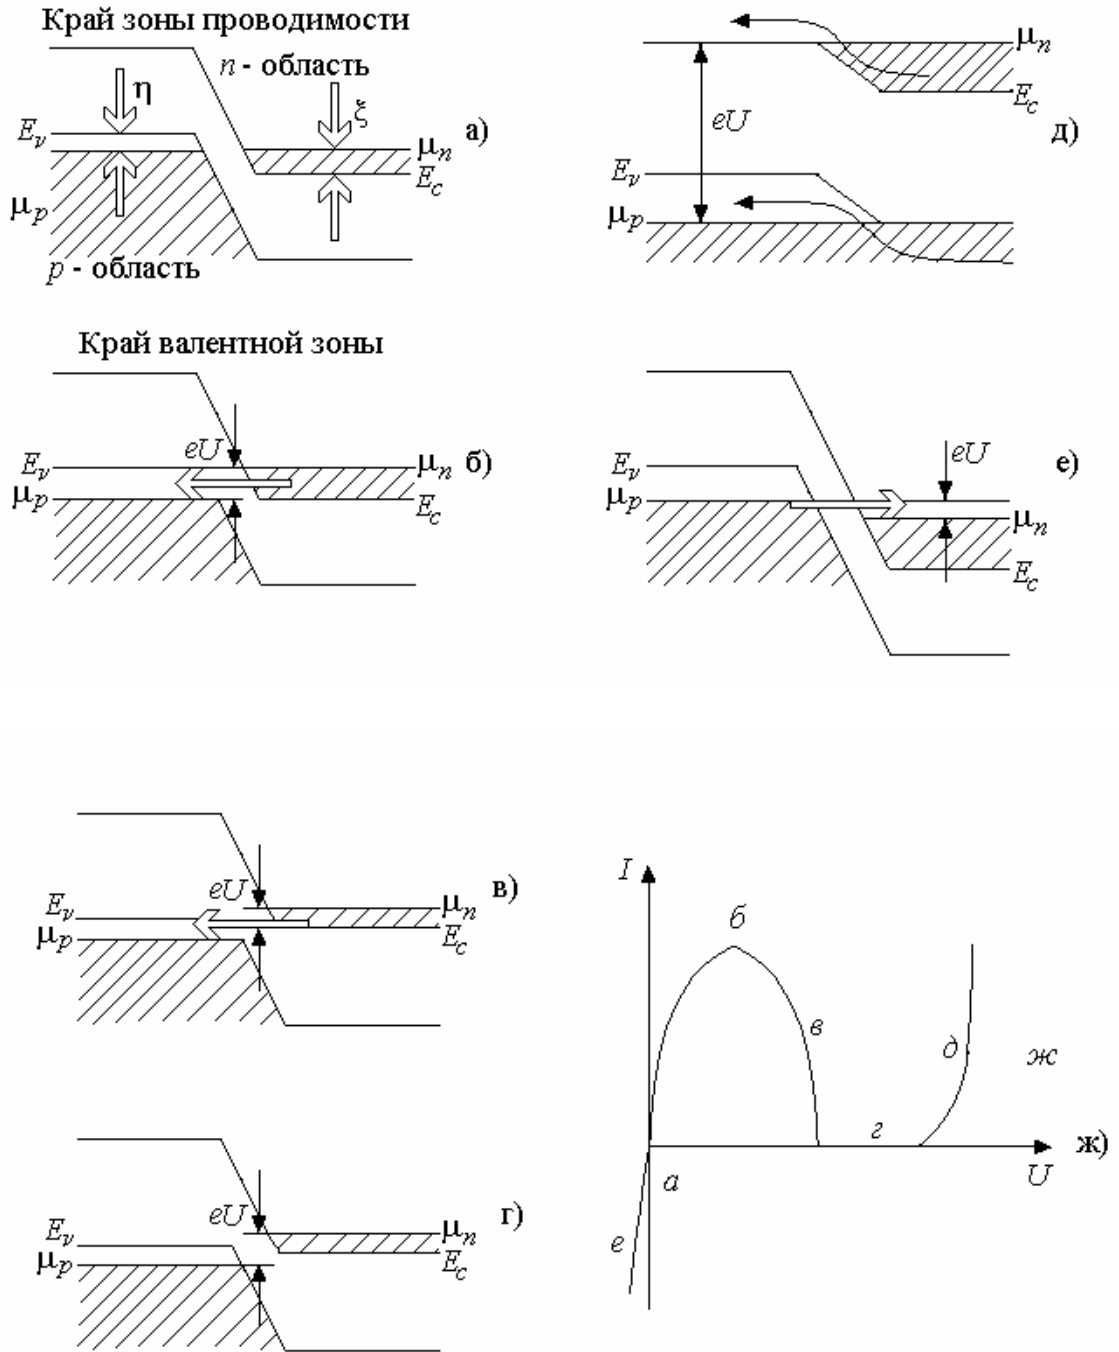 Край зоны проводимости
n - область
η
ξ
E_v
μ_n
E_c
μ_p
p - область
а)
μ_n
E_c
eU
E_v
μ_p
д)
Край валентной зоны
eU
E_v
μ_p
μ_n
E_c
б)
eU
E_v
μ_p
μ_n
E_c
е)
eU
E_v
μ_p
μ_n
E_c
в)
eU
E_v
μ_p
μ_n
E_c
г)
I
б
в
д
ж
г
а
U
е
ж)